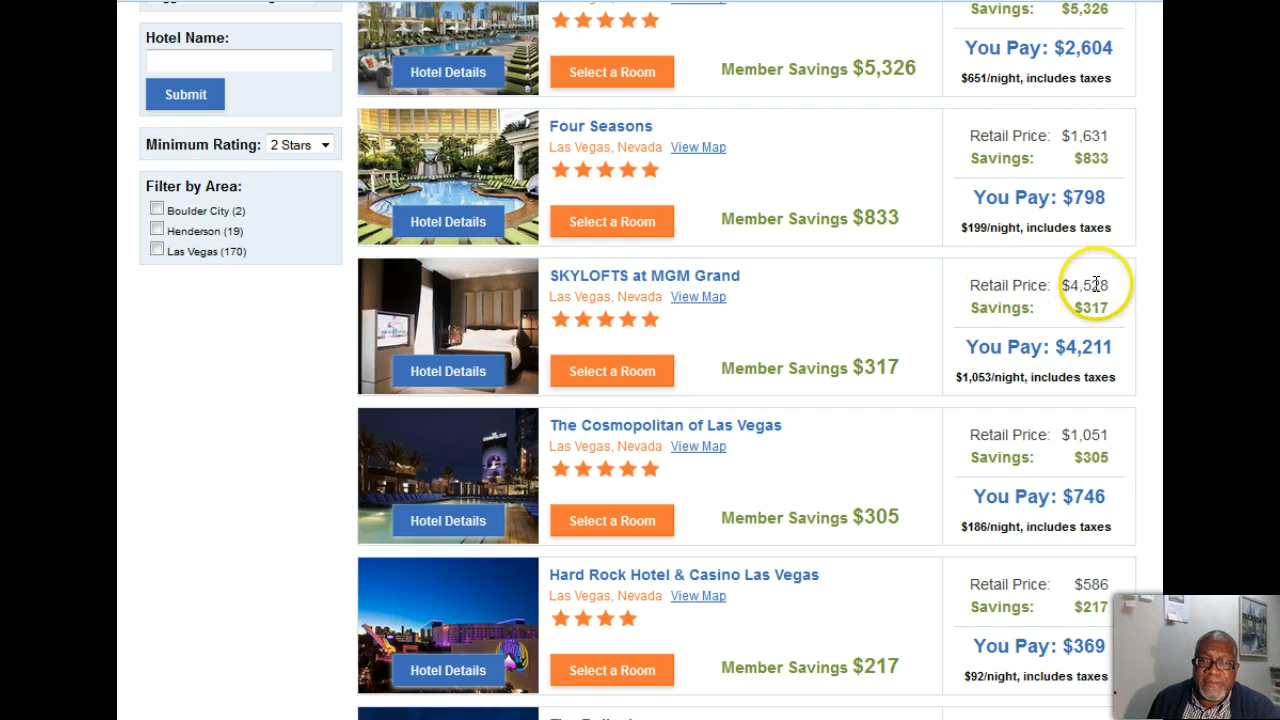 Hotel Name:
Submit
Minimum Rating: 2 Stars
Filter by Area:
Boulder City (2)
Henderson (19)
Las Vegas (170)
Savings: $5,326
You Pay: $2,604
Hotel Details
Select a Room
Member Savings $5,326
$651/night, includes taxes
Four Seasons
Las Vegas, Nevada View Map
Retail Price: $1,631
Savings: $833
You Pay: $798
Hotel Details
Select a Room
Member Savings $833
$199/night, includes taxes
SKYLOFTS at MGM Grand
Las Vegas, Nevada View Map
Retail Price: $4,528
Savings: $317
You Pay: $4,211
Hotel Details
Select a Room
Member Savings $317
$1,053/night, includes taxes
The Cosmopolitan of Las Vegas
Las Vegas, Nevada View Map
Retail Price: $1,051
Savings: $305
You Pay: $746
Hotel Details
Select a Room
Member Savings $305
$186/night, includes taxes
Hard Rock Hotel & Casino Las Vegas
Las Vegas, Nevada View Map
Retail Price: $586
Savings: $217
You Pay: $369
Hotel Details
Select a Room
Member Savings $217
$92/night, includes taxes